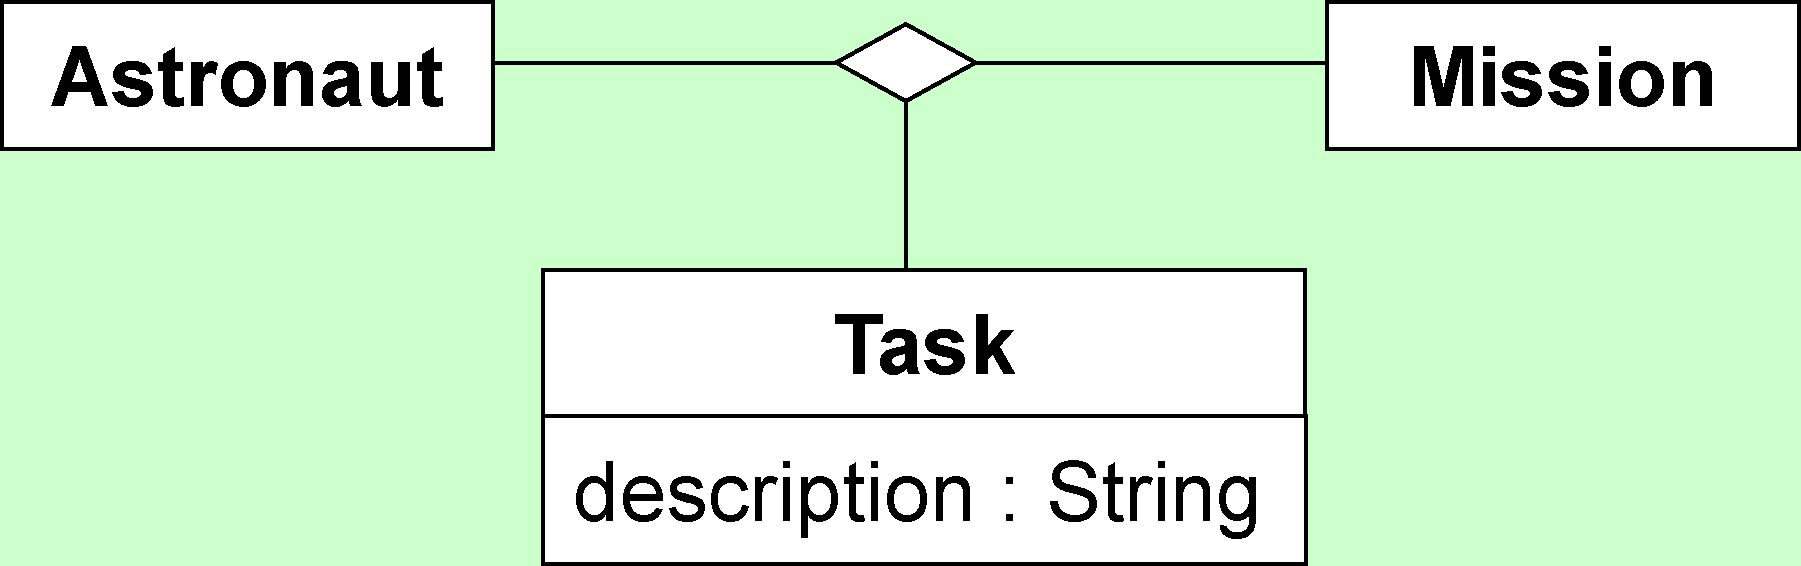 Astronaut
Mission
Task
description : String